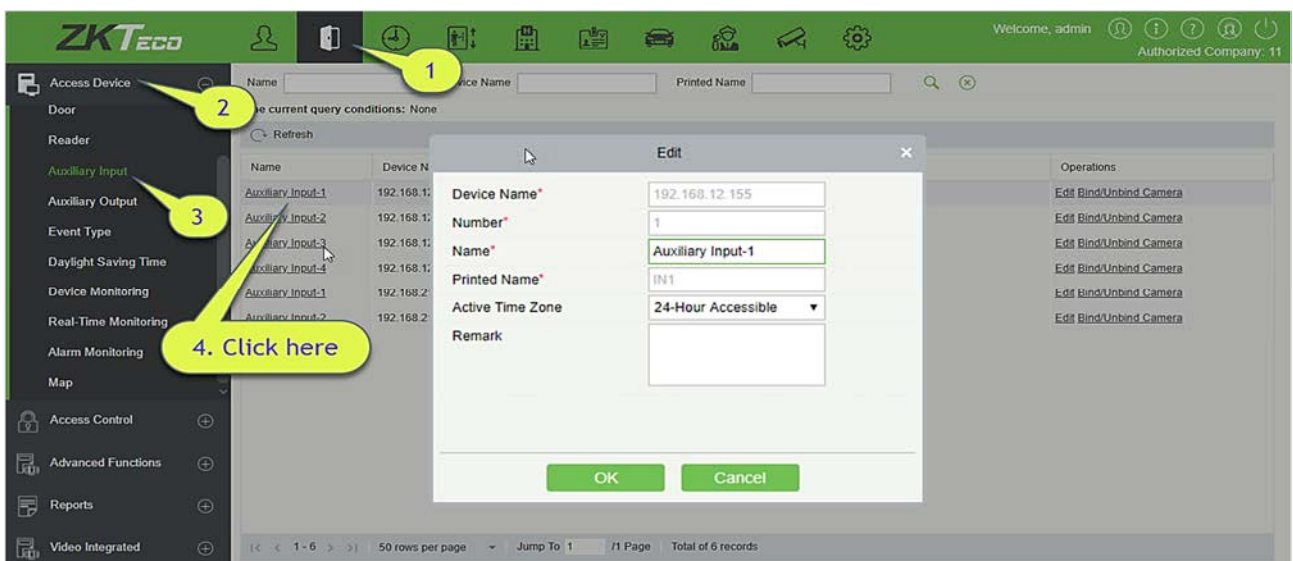 ZKTeco
Welcome, admin
Authorized Company: 11
1
Access Device
2
Door
Reader
Auxiliary Input
3
Auxiliary Output
Event Type
Daylight Saving Time
Device Monitoring
Real-Time Monitoring
Alarm Monitoring
Map
Access Control
Advanced Functions
Reports
Video Integrated
Name
Name
Printed Name
current query conditions: None
Refresh
Name Device N Operations
Auxiliary Input-1 192.168.1 Edit Bind/Unbind Camera
Auxiliary Input-2 192.168.1 Edit Bind/Unbind Camera
Input-3 192.168.1 Edit Bind/Unbind Camera
Input-4 192.168.1 Edit Bind/Unbind Camera
Auxiliary Input-1 192.168.2 Edit Bind/Unbind Camera
Auxiliary Input-2 192.168.2 Edit Bind/Unbind Camera
4. Click here
Edit
Device Name* 192.168.12.155
Number* 1
Name* Auxiliary Input-1
Printed Name* IN1
Active Time Zone 24-Hour Accessible
Remark
OK Cancel
1-6 50 rows per page Jump To 1 /1 Page Total of 6 records